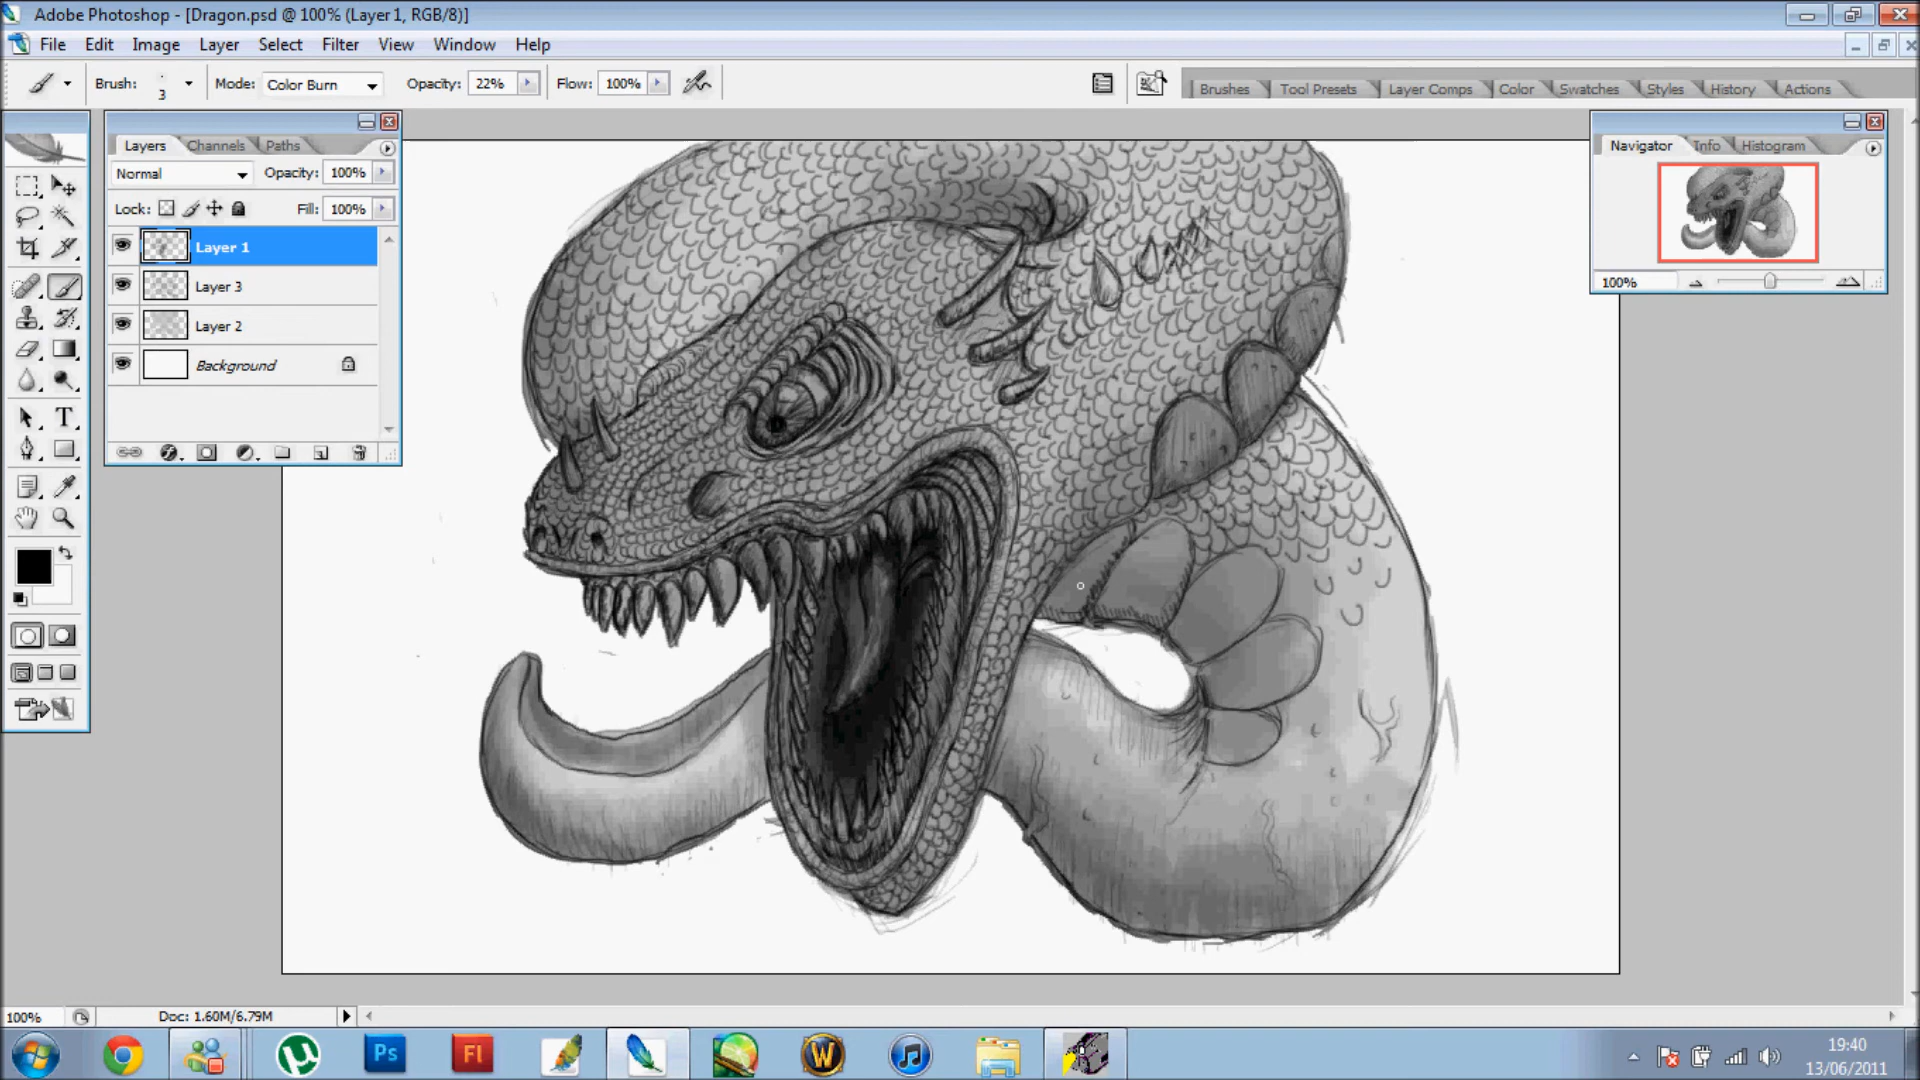 Adobe Photoshop - [Dragon.psd @ 100% (Layer 1, RGB/8)]
File Edit Image Layer Select Filter View Window Help
Brush: 3 Mode: Color Burn Opacity: 22% Flow: 100%
Brushes Tool Presets Layer Comps Color Swatches Styles History Actions
Layers Channels Paths
Normal Opacity: 100%
Lock: Fill: 100%
Layer 1
Layer 3
Layer 2
Background
Navigator Info Histogram
100%
T
100% Doc: 1.60M/6.79M
Ps Fl W
19:40
13/06/2011